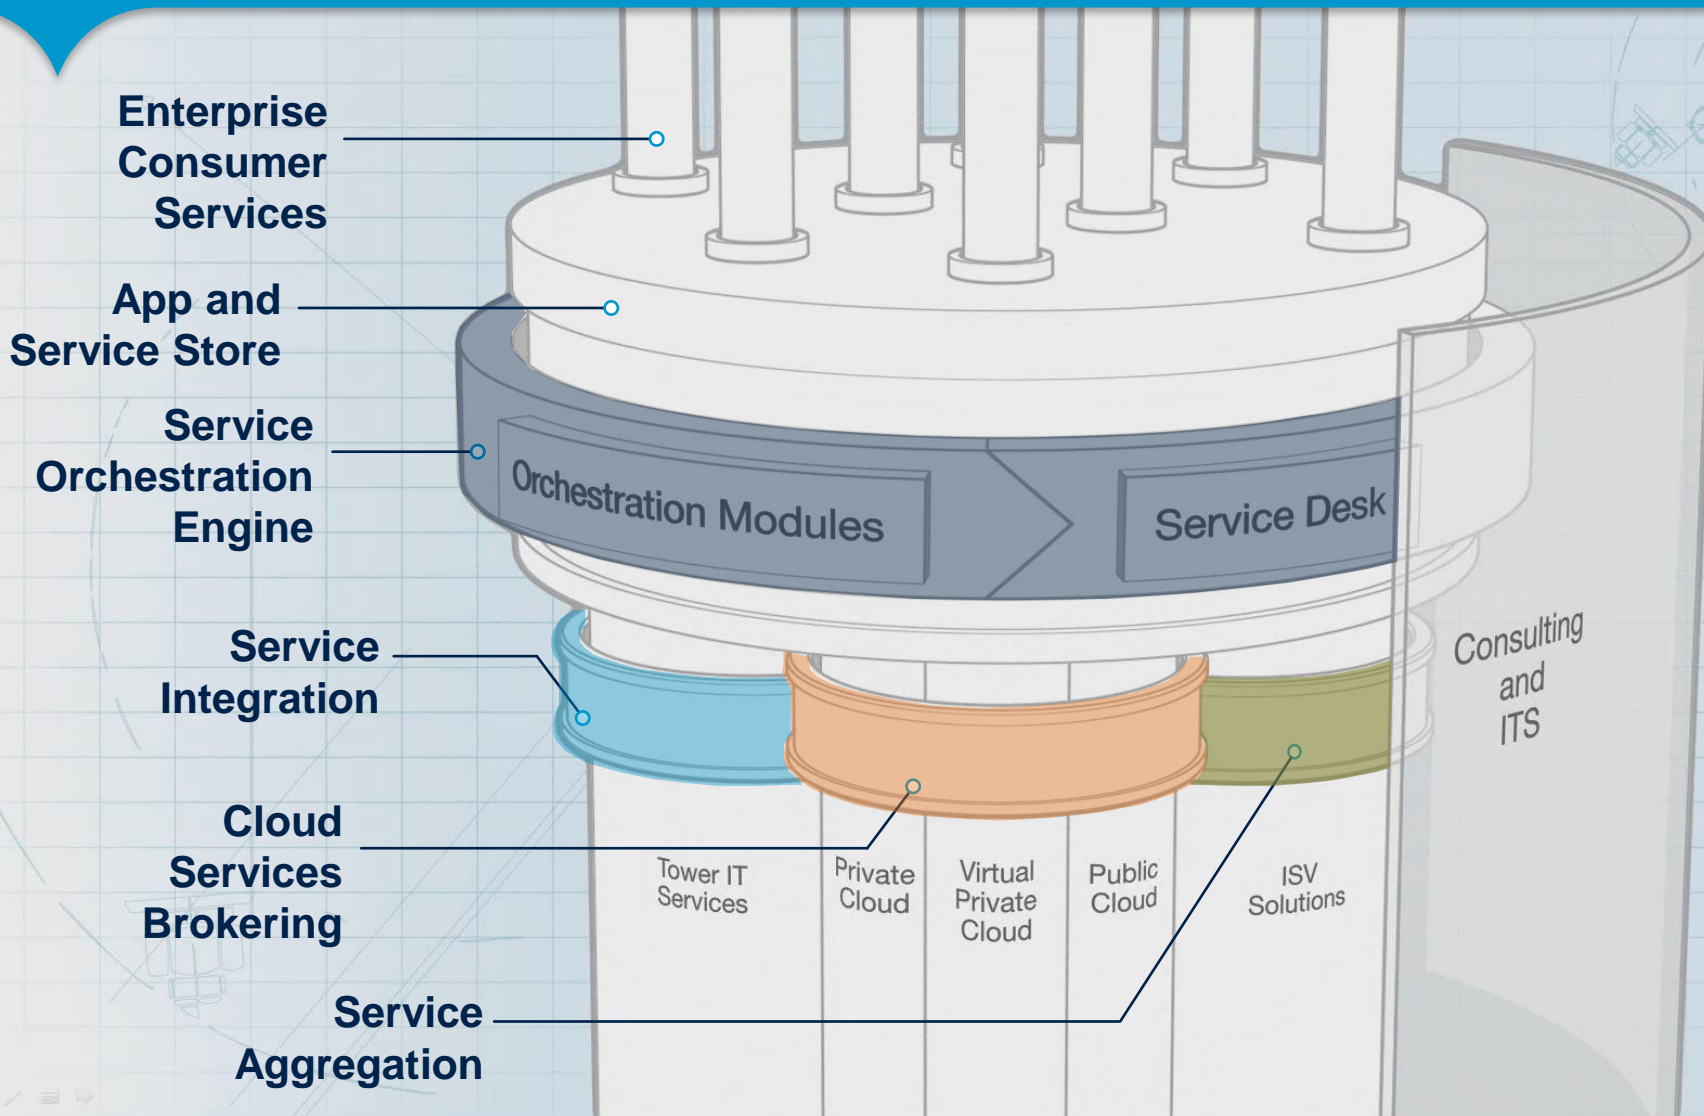 Enterprise
Consumer
Services
App and
Service Store
Service
Orchestration
Engine
Orchestration Modules
Service Desk
Service
Integration
Consulting
and
ITS
Cloud
Services
Brokering
Tower IT
Services
Private
Cloud
Virtual
Private
Cloud
Public
Cloud
ISV
Solutions
Service
Aggregation